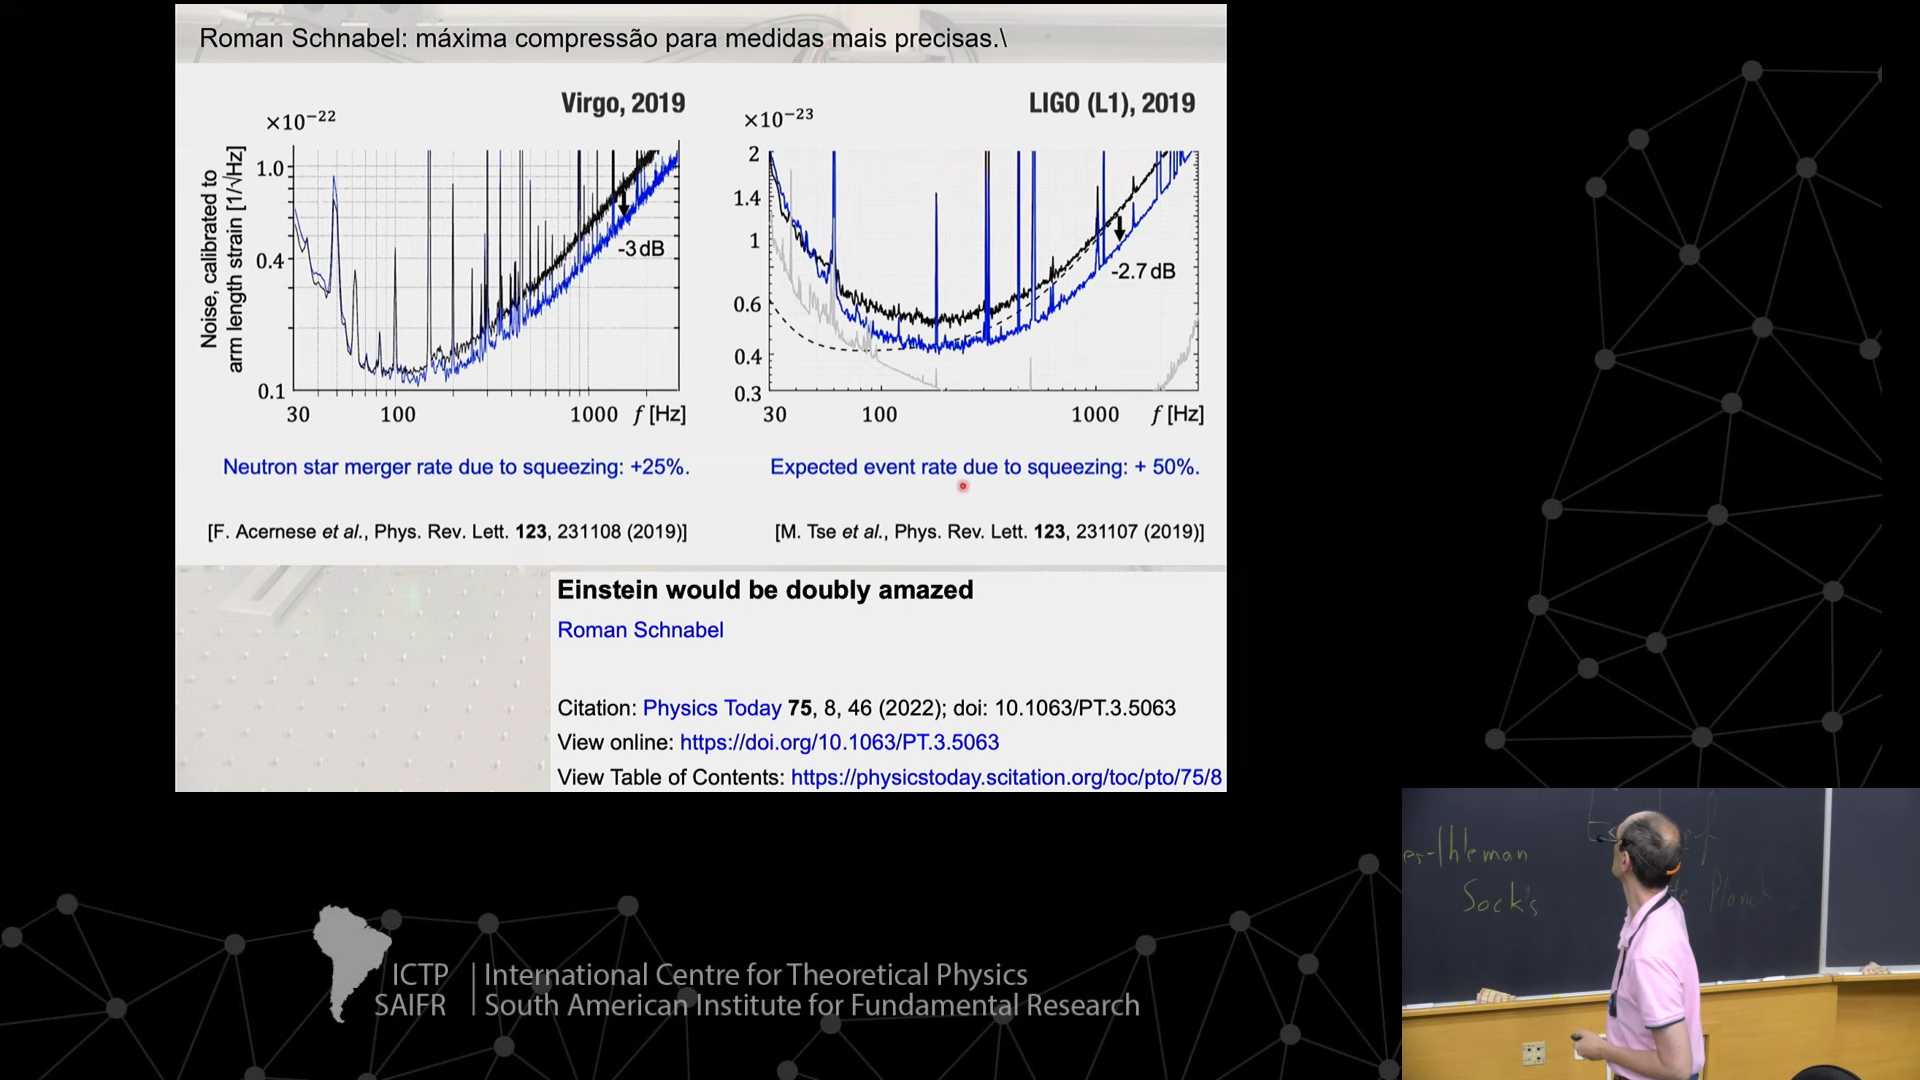 Roman Schnabel: máxima compressão para medidas mais precisas.\
Virgo, 2019
×10⁻²²
Noise, calibrated to
arm length strain [1/√Hz]
1.0
0.4
0.1
-3 dB
30 100 1000 f [Hz]
LIGO (L1), 2019
×10⁻²³
2
1.4
1
0.6
0.4
0.3
-2.7 dB
30 100 1000 f [Hz]
Neutron star merger rate due to squeezing: +25%.
Expected event rate due to squeezing: + 50%.
[F. Acernese et al., Phys. Rev. Lett. 123, 231108 (2019)]
[M. Tse et al., Phys. Rev. Lett. 123, 231107 (2019)]
Einstein would be doubly amazed
Roman Schnabel
Citation: Physics Today 75, 8, 46 (2022); doi: 10.1063/PT.3.5063
View online: https://doi.org/10.1063/PT.3.5063
View Table of Contents: https://physicstoday.scitation.org/toc/pto/75/8
ICTP
SAIFR
International Centre for Theoretical Physics
South American Institute for Fundamental Research
Socks
Planck